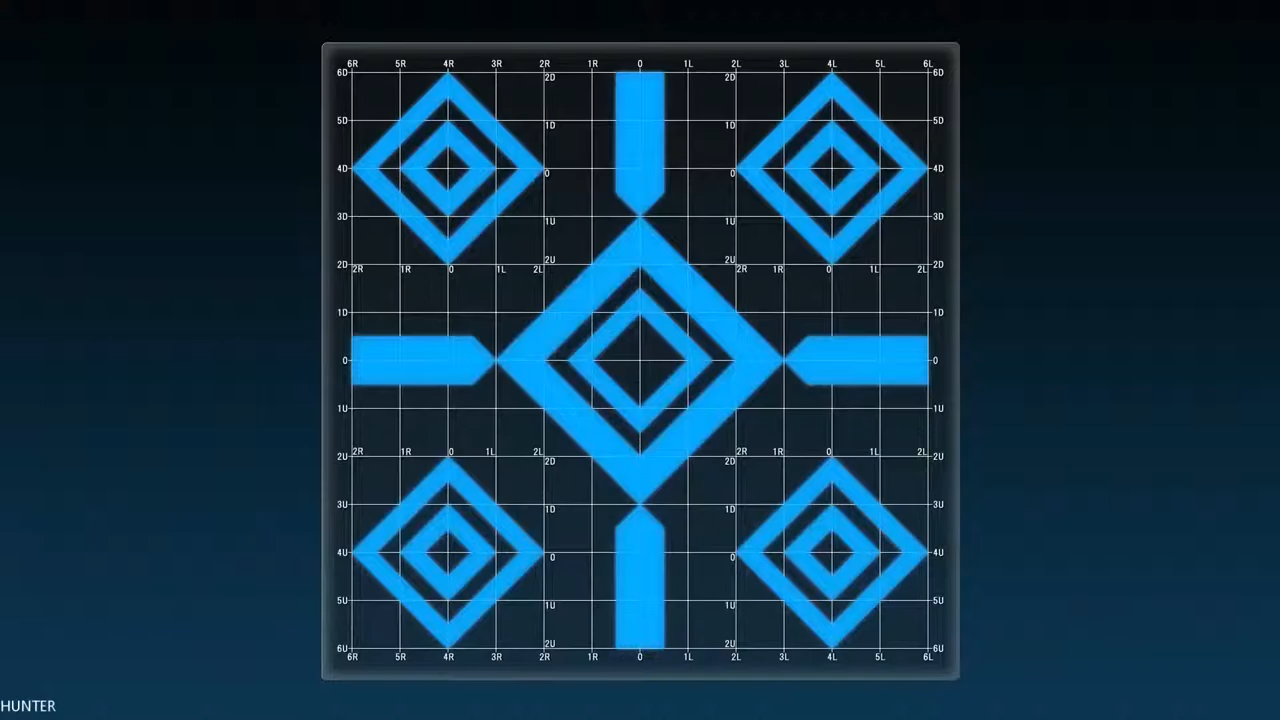 6R 5R 4R 3R 2R 1R 0 1L 2L 3L 4L 5L 6L
6D 2D 2D 6D
5D 1D 1D 5D
4D 0 0 4D
3D 1U 1U 3D
2U 2U
2D 2D
2R 1R 0 1L 2L 2R 1R 0 1L 2L
1D 1D
0 0
1U 1U
2R 1R 0 1L 2L 2R 1R 0 1L 2L
2U 2D 2D 2U
3U 1D 1D 3U
4U 0 0 4U
5U 1U 1U 5U
6U 2U 2U 6U
6R 5R 4R 3R 2R 1R 0 1L 2L 3L 4L 5L 6L
HUNTER